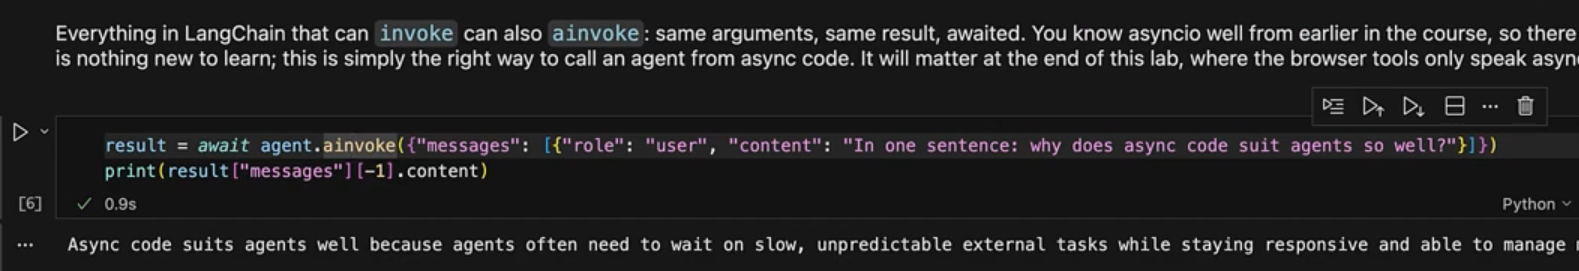 Everything in LangChain that can invoke can also ainvoke: same arguments, same result, awaited. You know asyncio well from earlier in the course, so there
is nothing new to learn; this is simply the right way to call an agent from async code. It will matter at the end of this lab, where the browser tools only speak
result = await agent.ainvoke({"messages": [{"role": "user", "content": "In one sentence: why does async code suit agents so well?"}]})
print(result["messages"][-1].content)
[6] ✓ 0.9s Python
... Async code suits agents well because agents often need to wait on slow, unpredictable external tasks while staying responsive and able to manage